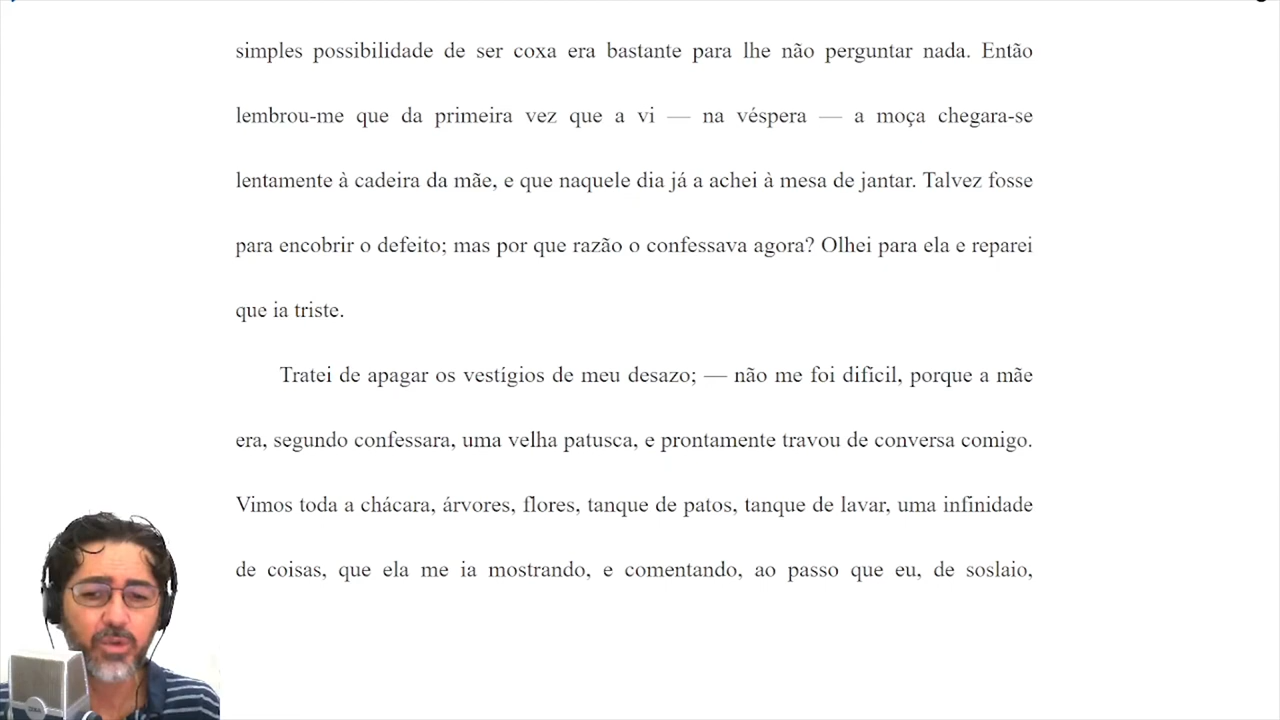 simples possibilidade de ser coxa era bastante para lhe não perguntar nada. Então
lembrou-me que da primeira vez que a vi — na véspera — a moça chegara-se
lentamente à cadeira da mãe, e que naquele dia já a achei à mesa de jantar. Talvez fosse
para encobrir o defeito; mas por que razão o confessava agora? Olhei para ela e reparei
que ia triste.
Tratei de apagar os vestígios de meu desazo; — não me foi difícil, porque a mãe
era, segundo confessara, uma velha patusca, e prontamente travou de conversa comigo.
Vimos toda a chácara, árvores, flores, tanque de patos, tanque de lavar, uma infinidade
de coisas, que ela me ia mostrando, e comentando, ao passo que eu, de soslaio,